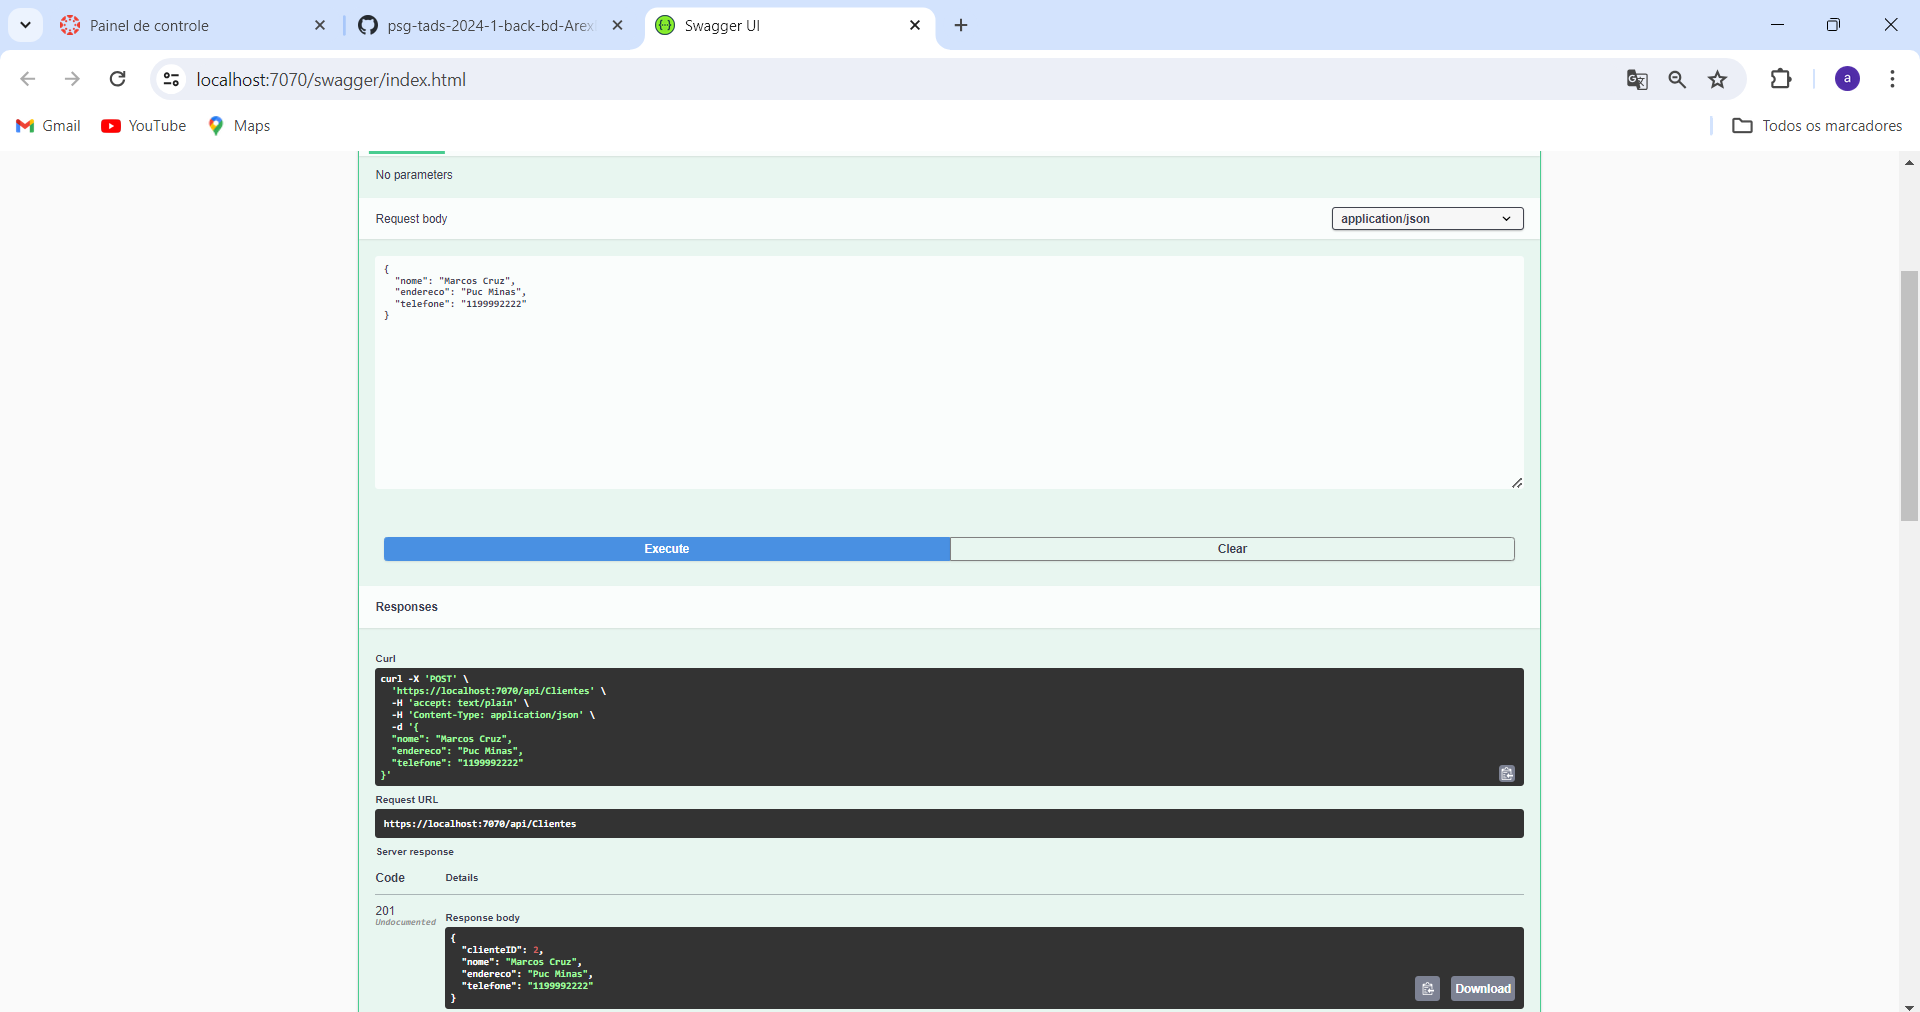 Painel de controle
psg-tads-2024-1-back-bd-Arex
Swagger UI
localhost:7070/swagger/index.html
a
Gmail
YouTube
Maps
Todos os marcadores
No parameters
Request body
application/json
{
"nome": "Marcos Cruz",
"endereco": "Puc Minas",
"telefone": "1199992222"
}
Execute
Clear
Responses
Curl
curl -X 'POST' \
'https://localhost:7070/api/Clientes' \
-H 'accept: text/plain' \
-H 'Content-Type: application/json' \
-d '{
"nome": "Marcos Cruz",
"endereco": "Puc Minas",
"telefone": "1199992222"
}'
Request URL
https://localhost:7070/api/Clientes
Server response
Code
Details
201
Undocumented
Response body
{
"clienteID": 2,
"nome": "Marcos Cruz",
"endereco": "Puc Minas",
"telefone": "1199992222"
}
Download